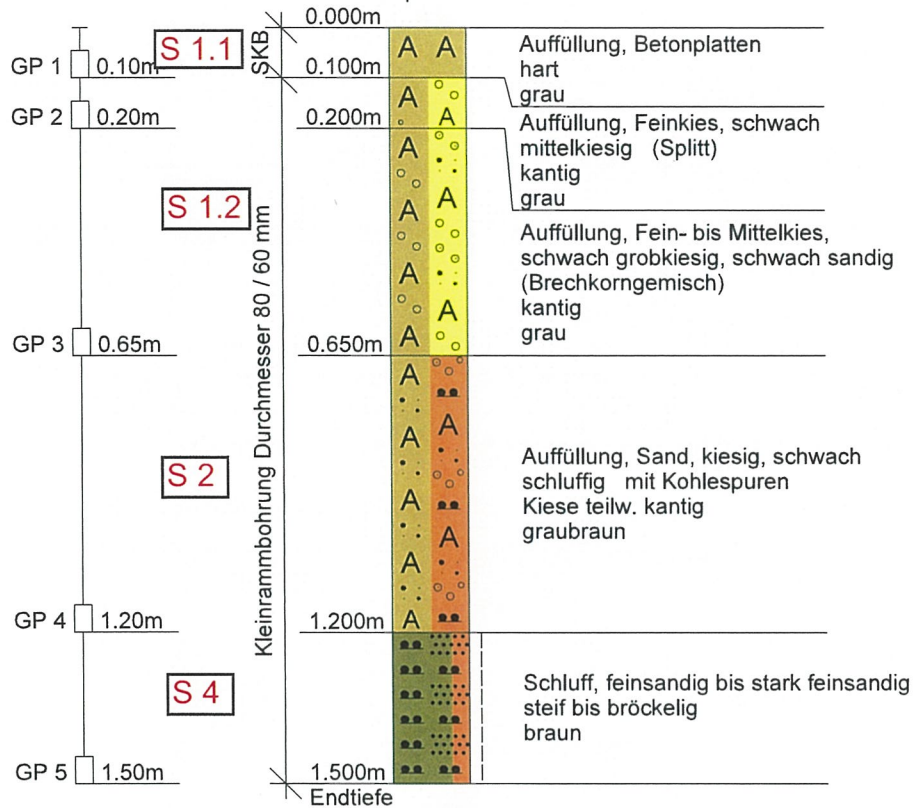 0.000m
S 1.1
SKB.
A A
GP 1
0.10m
0.100m
Auffüllung, Betonplatten
hart
grau
GP 2
0.20m
0.200m
A
A
Auffüllung, Feinkies, schwach
mittelkiesig (Splitt)
kantig
grau
S 1.2
A
A
A
A
A
A
Auffüllung, Fein- bis Mittelkies,
schwach grobkiesig, schwach sandig
(Brechkorngemisch)
kantig
grau
GP 3
0.65m
0.650m
Kleinrammbohrung Durchmesser 80 / 60 mm
S 2
A
A
A
A
A
A
A
Auffüllung, Sand, kiesig, schwach
schluffig mit Kohlespuren
Kiese teilw. kantig
graubraun
GP 4
1.20m
1.200m
S 4
Schluff, feinsandig bis stark feinsandig
steif bis bröckelig
braun
GP 5
1.50m
1.500m
Endtiefe